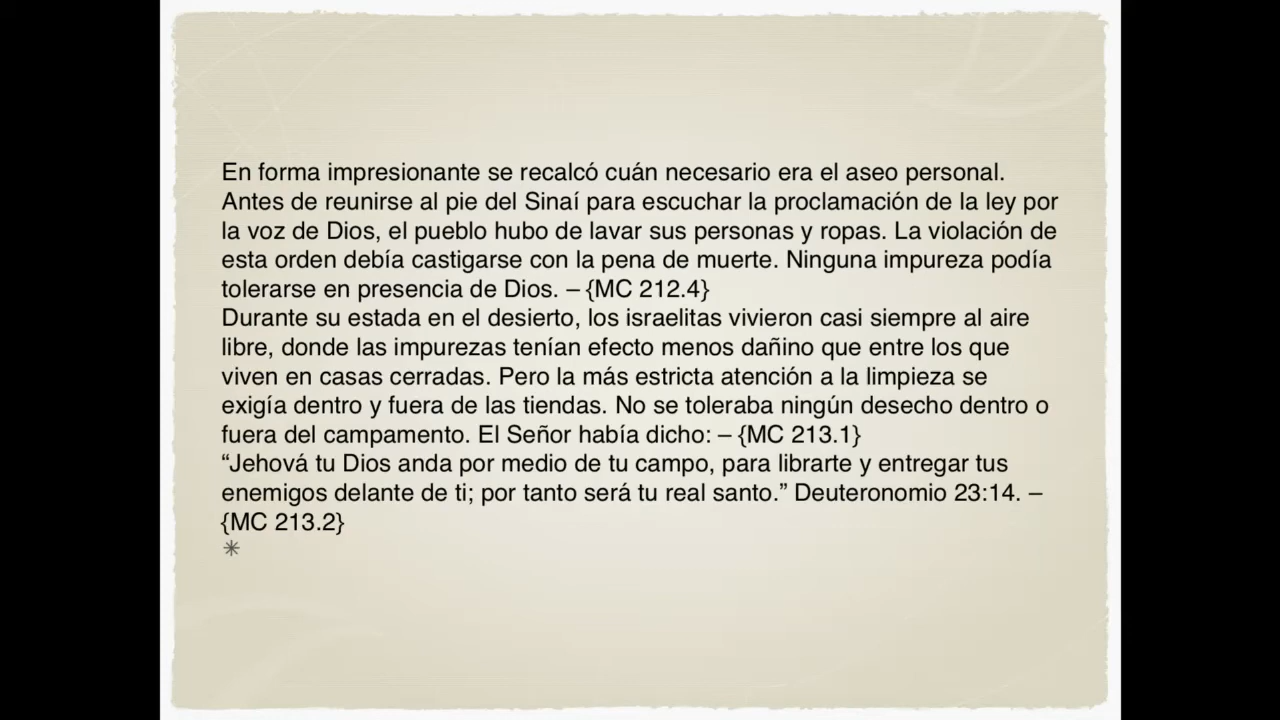 En forma impresionante se recalcó cuán necesario era el aseo personal.
Antes de reunirse al pie del Sinaí para escuchar la proclamación de la ley por
la voz de Dios, el pueblo hubo de lavar sus personas y ropas. La violación de
esta orden debía castigarse con la pena de muerte. Ninguna impureza podía
tolerarse en presencia de Dios. – {MC 212.4}
Durante su estada en el desierto, los israelitas vivieron casi siempre al aire
libre, donde las impurezas tenían efecto menos dañino que entre los que
viven en casas cerradas. Pero la más estricta atención a la limpieza se
exigía dentro y fuera de las tiendas. No se toleraba ningún desecho dentro o
fuera del campamento. El Señor había dicho: – {MC 213.1}
“Jehová tu Dios anda por medio de tu campo, para librarte y entregar tus
enemigos delante de ti; por tanto será tu real santo.” Deuteronomio 23:14. –
{MC 213.2}